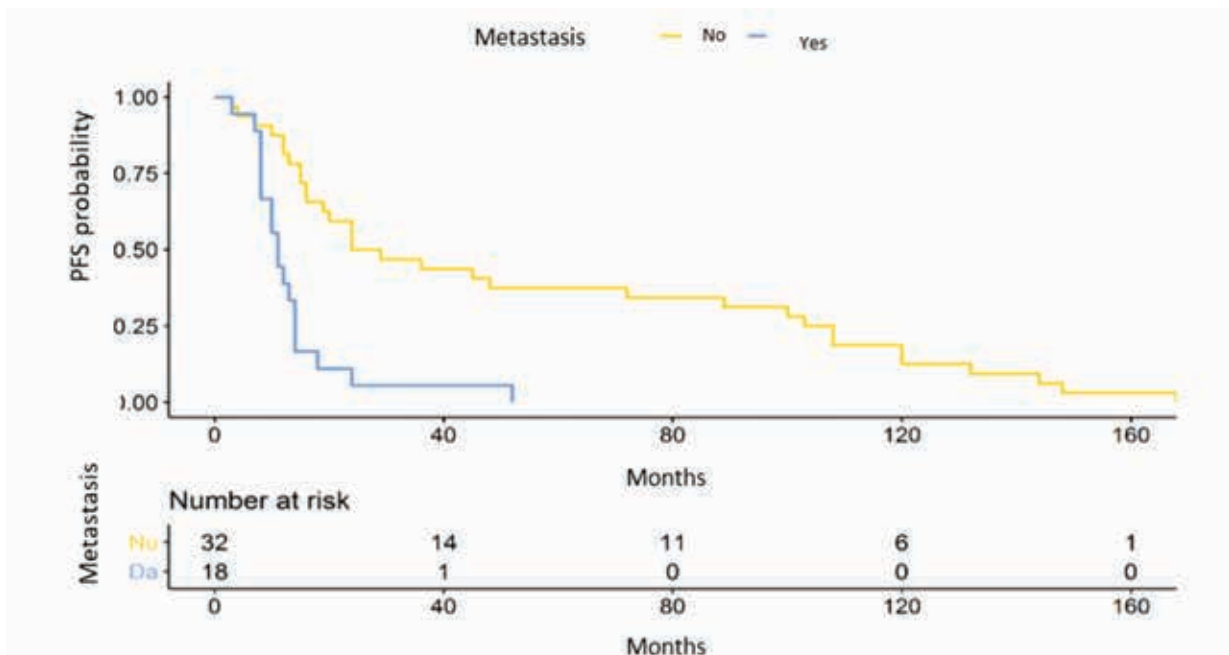 Metastasis No Yes
PFS probability
1.00
0.75
0.50
0.25
0.00
0 40 80 120 160
Months
Metastasis
Number at risk
Nu 32 14 11 6 1
Da 18 1 0 0 0
0 40 80 120 160
Months